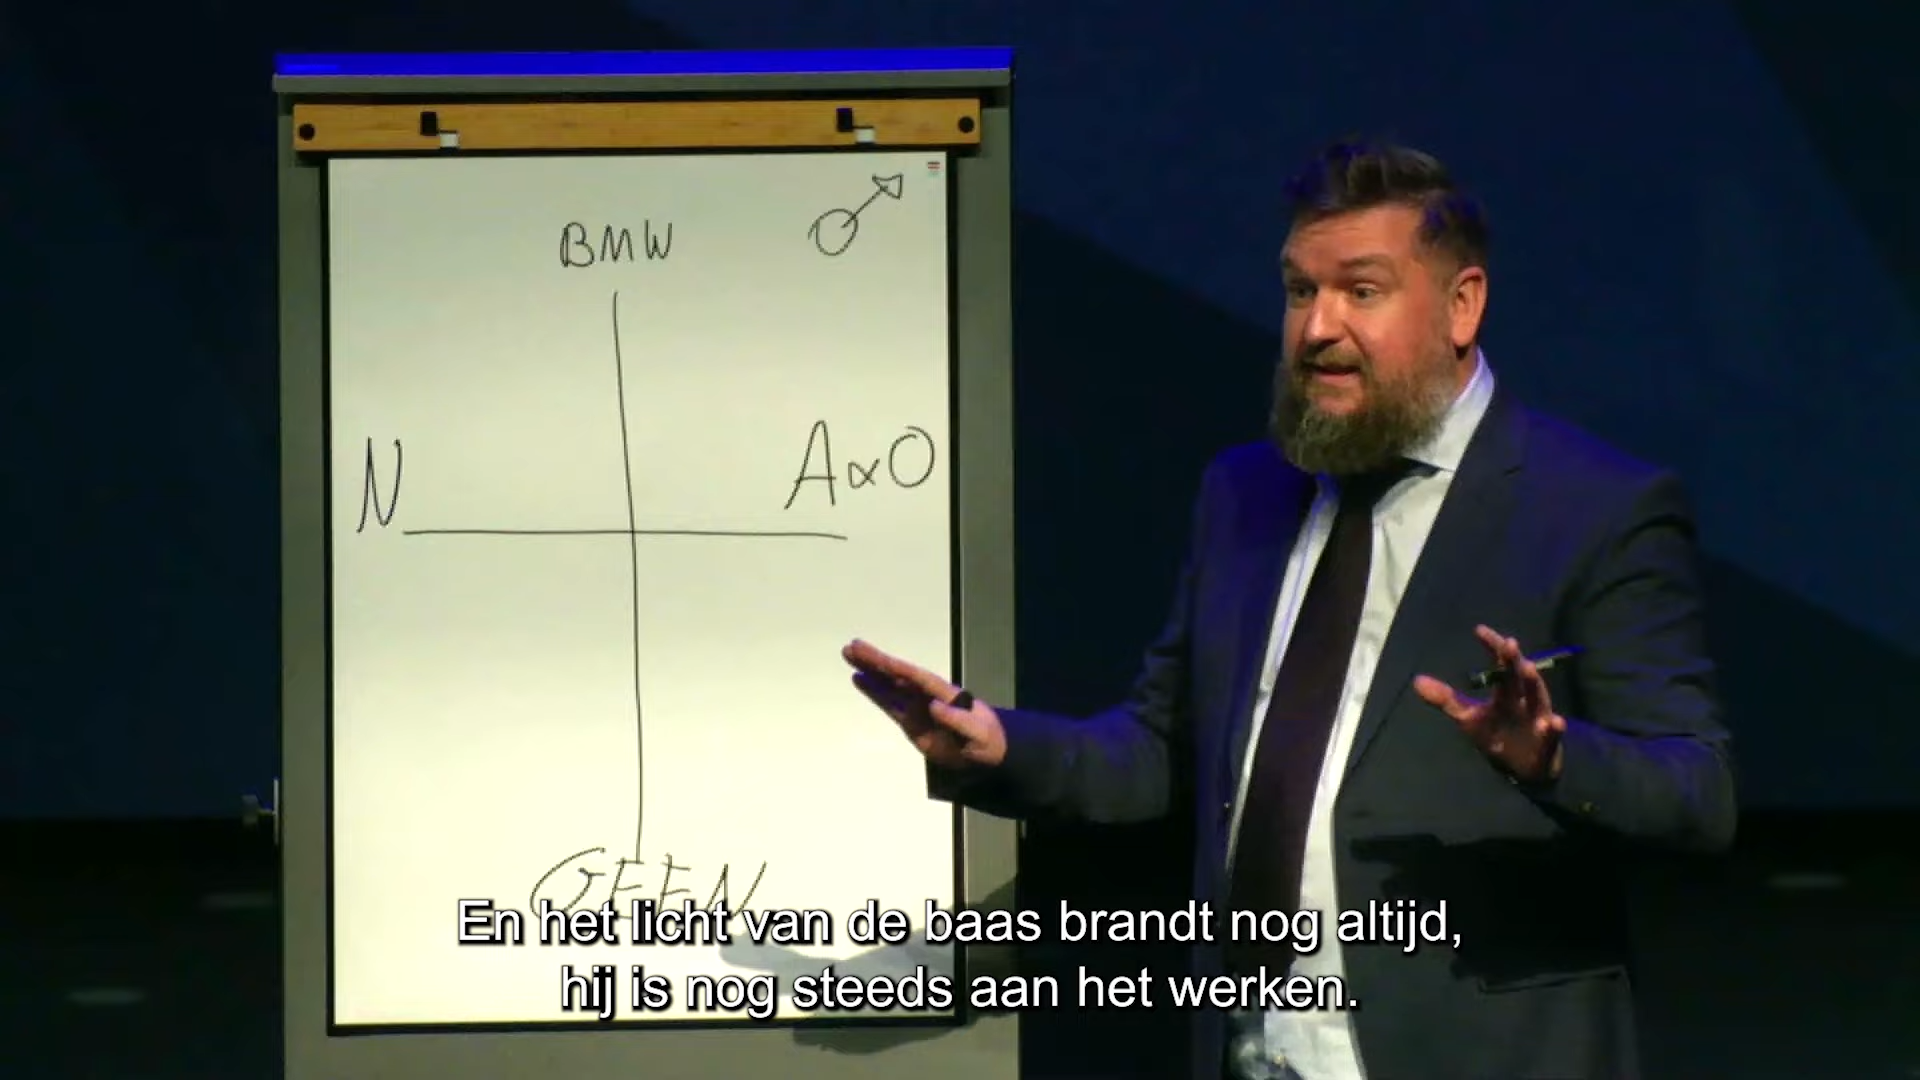 BMW
N
A∝O
GEEN
En het licht van de baas brandt nog altijd,
hij is nog steeds aan het werken.